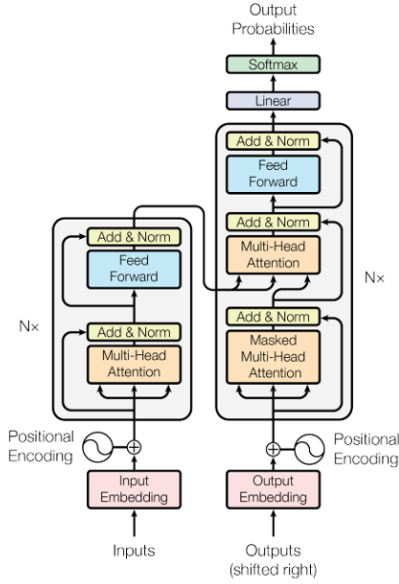 Output
Probabilities
Softmax
Linear
Add & Norm
Feed
Forward
Add & Norm
Multi-Head
Attention
Add & Norm
Masked
Multi-Head
Attention
N×
Add & Norm
Feed
Forward
N×
Add & Norm
Multi-Head
Attention
Positional
Encoding
Positional
Encoding
Input
Embedding
Output
Embedding
Inputs
Outputs
(shifted right)